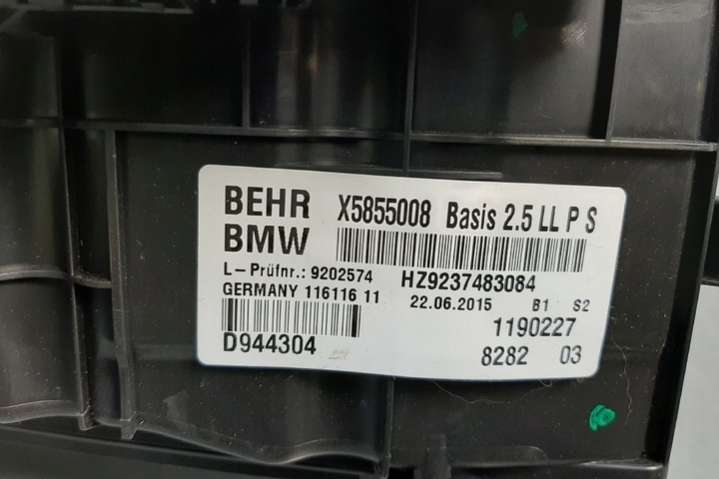 BEHR X5855008 Basis 2.5 LL P S
BMW
L-Prüfnr.: 9202574 HZ9237483084
GERMANY 116116 11 22.06.2015 B1 S2
1190227
D944304 8282 03